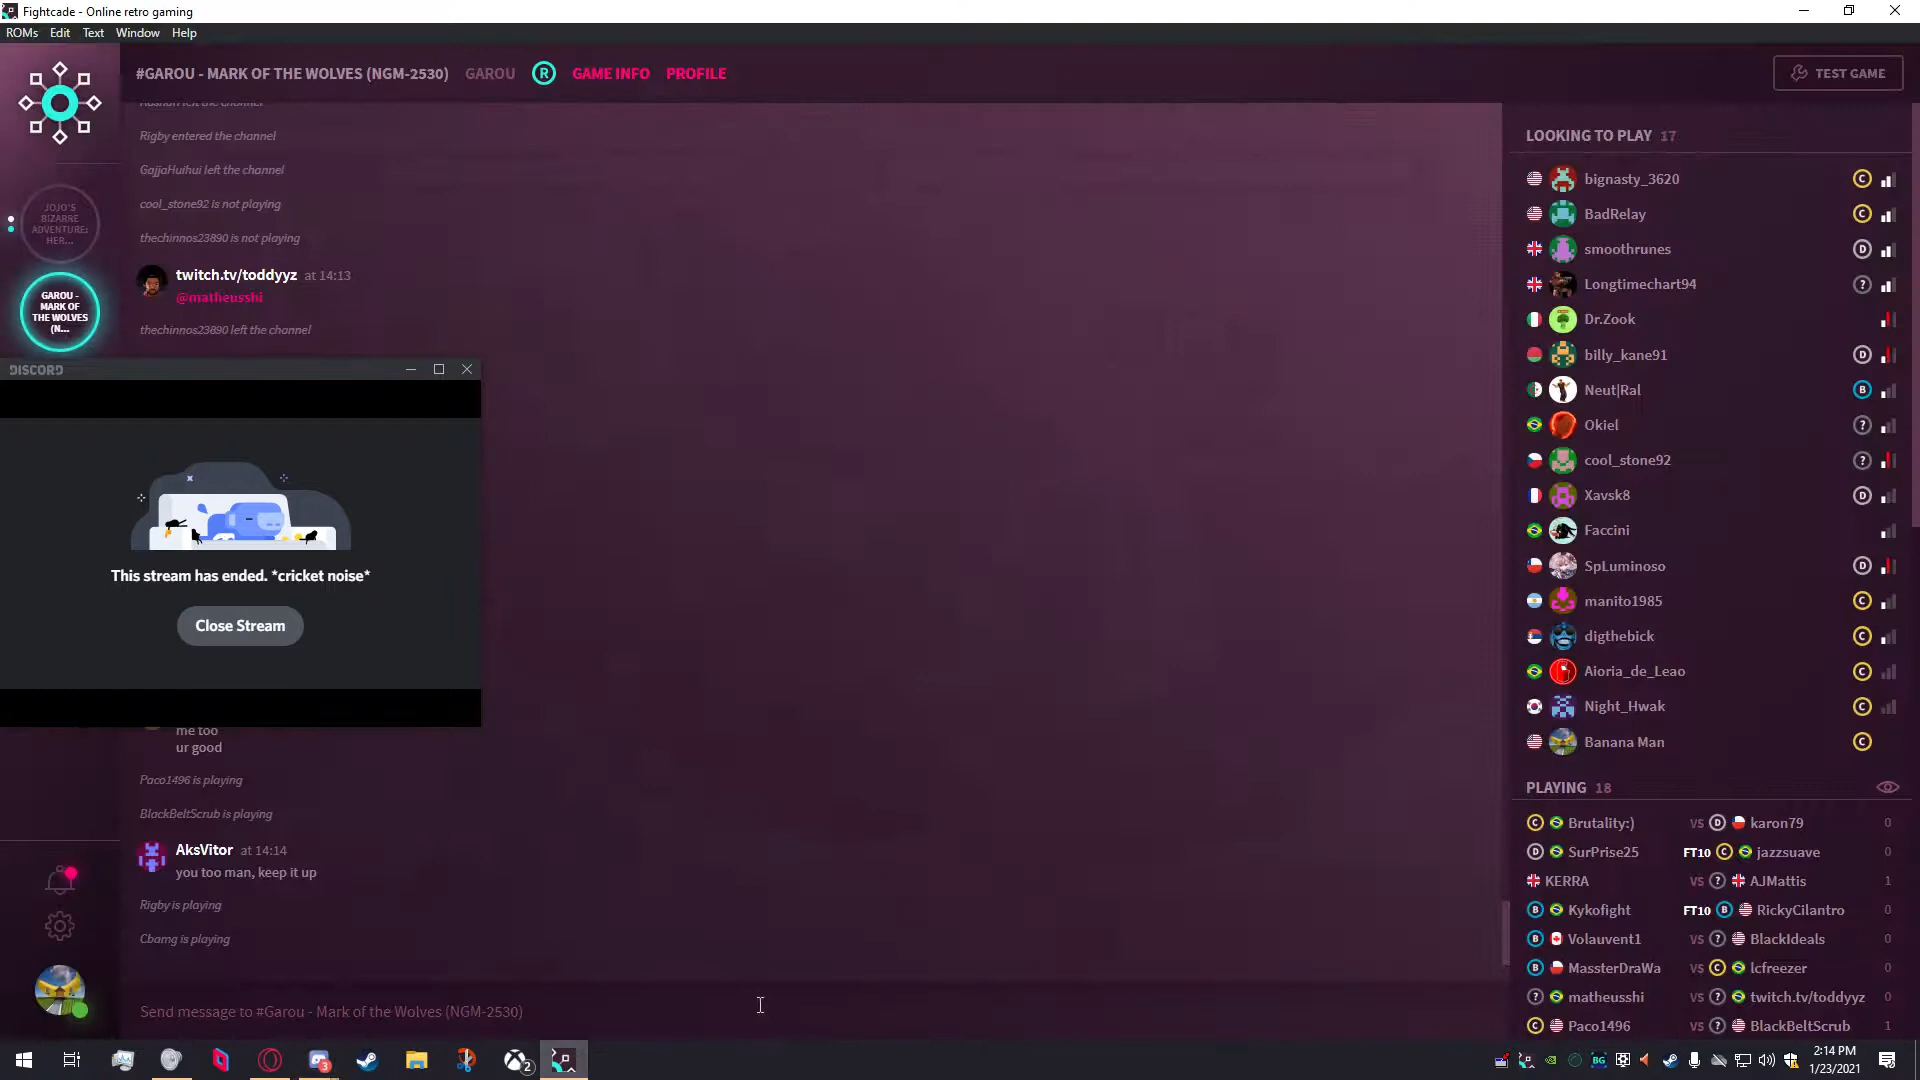 Fightcade - Online retro gaming
ROMs Edit Text Window Help
#GAROU - MARK OF THE WOLVES (NGM-2530) GAROU R GAME INFO PROFILE
TEST GAME
JOJO'S
BIZARRE
ADVENTURE:
HER...
GAROU -
MARK OF
THE WOLVES
(N...
left the channel
Rigby entered the channel
GajjaHuihui left the channel
cool_stone92 is not playing
thechinnos23890 is not playing
twitch.tv/toddyyz at 14:13
@matheusshi
thechinnos23890 left the channel
DISCORD
This stream has ended. *cricket noise*
Close Stream
me too
ur good
Paco1496 is playing
BlackBeltScrub is playing
AksVitor at 14:14
you too man, keep it up
Rigby is playing
Cbamg is playing
Send message to #Garou - Mark of the Wolves (NGM-2530)
LOOKING TO PLAY 17
bignasty_3620 C
BadRelay C
smoothrunes D
Longtimechart94 ?
Dr.Zook
billy_kane91 D
Neut|Ral B
Okiel ?
cool_stone92 ?
Xavsk8 D
Faccini
SpLuminoso D
manito1985 C
digthebick C
Aioria_de_Leao C
Night_Hwak C
Banana Man C
PLAYING 18
C Brutality:) VS D karon79 0
D SurPrise25 FT10 C jazzsuave 0
KERRA VS ? AJMattis 1
B Kykofight FT10 B RickyCilantro 0
B Volauvent1 VS ? BlackIdeals 0
B MassterDraWa VS C lcfreezer 0
? matheusshi VS ? twitch.tv/toddyyz 0
C Paco1496 VS ? BlackBeltScrub 1
3
2
BG
2:14 PM
1/23/2021